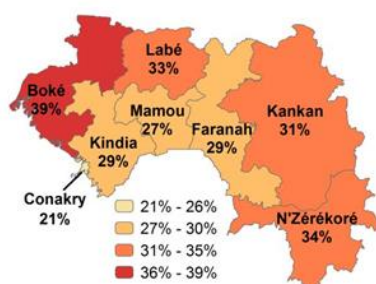 Labé
33%
Boké
39%
Mamou
27%
Kankan
31%
Faranah
29%
Kindia
29%
Conakry
21%
N'Zérékoré
34%
21% - 26%
27% - 30%
31% - 35%
36% - 39%